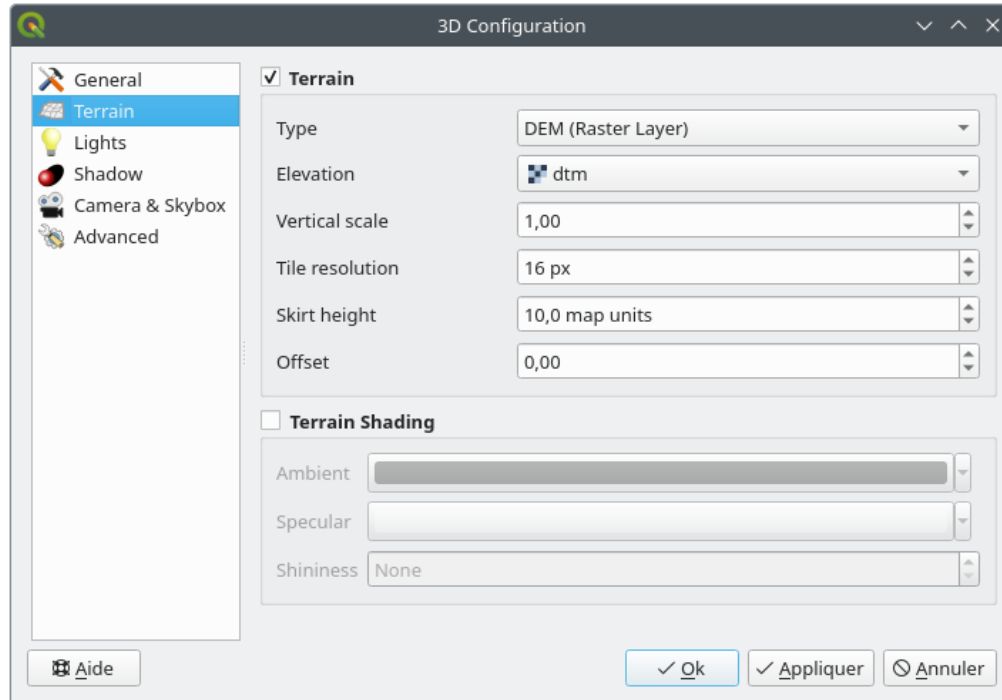 3D Configuration
General
Terrain
Lights
Shadow
Camera & Skybox
Advanced
Terrain
Type DEM (Raster Layer)
Elevation dtm
Vertical scale 1,00
Tile resolution 16 px
Skirt height 10,0 map units
Offset 0,00
Terrain Shading
Ambient
Specular
Shininess None
Aide
Ok
Appliquer
Annuler